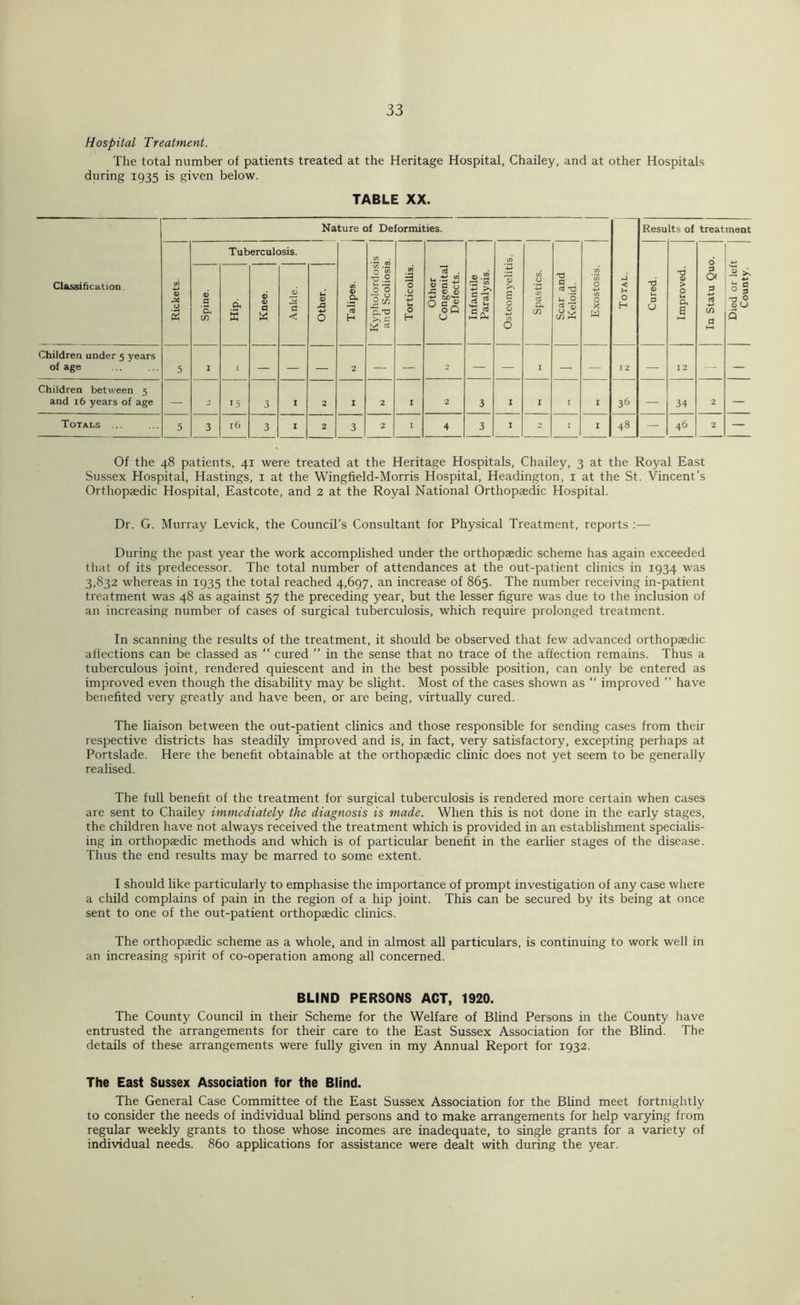 33
Hospital Treatment.
The total number of patients treated at the Heritage Hospital, Chailey, and at other Hospitals
during 1935 is given below.
TABLE XX.
Classification. | Nature of Deformities. | TOTAL. | Results of treatment
Rickets. | Tuberculosis. | Talipes. | Kypholordosis and Scoliosis. | Torticollis. | Other Congenital Defects. | Infantile Paralysis. | Osteomyelitis. | Spastics. | Scar and Keloid. | Exostosis. | Cured. | Improved. | In Statu Quo. | Died or left County.
Spine. | Hip. | Knee. | Ankle. | Other.
Children under 5 years
of age ... ... | 5 | 1 | 1 | — | — | — | 2 | — | — | 2 | — | — | 1 | — | — | 12 | — | 12 | — | —
Children between 5
and 16 years of age | — | 2 | 15 | 3 | 1 | 2 | 1 | 2 | 1 | 2 | 3 | 1 | 1 | 1 | 1 | 36 | — | 34 | 2 | —
TOTALS ... ... | 5 | 3 | 16 | 3 | 1 | 2 | 3 | 2 | 1 | 4 | 3 | 1 | 2 | 1 | 1 | 48 | — | 46 | 2 | —
Of the 48 patients, 41 were treated at the Heritage Hospitals, Chailey, 3 at the Royal East
Sussex Hospital, Hastings, 1 at the Wingfield-Morris Hospital, Headington, 1 at the St. Vincent's
Orthopædic Hospital, Eastcote, and 2 at the Royal National Orthopædic Hospital.
Dr. G. Murray Levick, the Council's Consultant for Physical Treatment, reports :—
During the past year the work accomplished under the orthopædic scheme has again exceeded
that of its predecessor. The total number of attendances at the out-patient clinics in 1934 was
3,832 whereas in 1935 the total reached 4,697, an increase of 865. The number receiving in-patient
treatment was 48 as against 57 the preceding year, but the lesser figure was due to the inclusion of
an increasing number of cases of surgical tuberculosis, which require prolonged treatment.
In scanning the results of the treatment, it should be observed that few advanced orthopædic
affections can be classed as " cured " in the sense that no trace of the affection remains. Thus a
tuberculous joint, rendered quiescent and in the best possible position, can only be entered as
improved even though the disability may be slight. Most of the cases shown as " improved " have
benefited very greatly and have been, or are being, virtually cured.
The liaison between the out-patient clinics and those responsible for sending cases from their
respective districts has steadily improved and is, in fact, very satisfactory, excepting perhaps at
Portslade. Here the benefit obtainable at the orthopædic clinic does not yet seem to be generally
realised.
The full benefit of the treatment for surgical tuberculosis is rendered more certain when cases
are sent to Chailey immediately the diagnosis is made. When this is not done in the early stages,
the children have not always received the treatment which is provided in an establishment specialis-
ing in orthopædic methods and which is of particular benefit in the earlier stages of the disease.
Thus the end results may be marred to some extent.
I should like particularly to emphasise the importance of prompt investigation of any case where
a child complains of pain in the region of a hip joint. This can be secured by its being at once
sent to one of the out-patient orthopædic clinics.
The orthopædic scheme as a whole, and in almost all particulars, is continuing to work well in
an increasing spirit of co-operation among all concerned.
BLIND PERSONS ACT, 1920.
The County Council in their Scheme for the Welfare of Blind Persons in the County have
entrusted the arrangements for their care to the East Sussex Association for the Blind. The
details of these arrangements were fully given in my Annual Report for 1932.
The East Sussex Association for the Blind.
The General Case Committee of the East Sussex Association for the Blind meet fortnightly
to consider the needs of individual blind persons and to make arrangements for help varying from
regular weekly grants to those whose incomes are inadequate, to single grants for a variety of
individual needs. 860 applications for assistance were dealt with during the year.